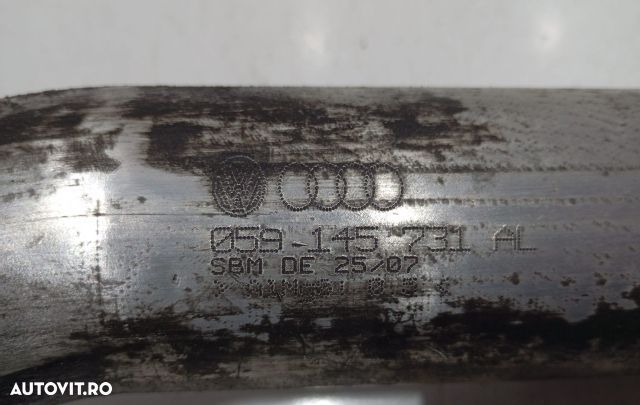 059 145 731 AL
SBM DE 25/07
AUTOVIT.RO